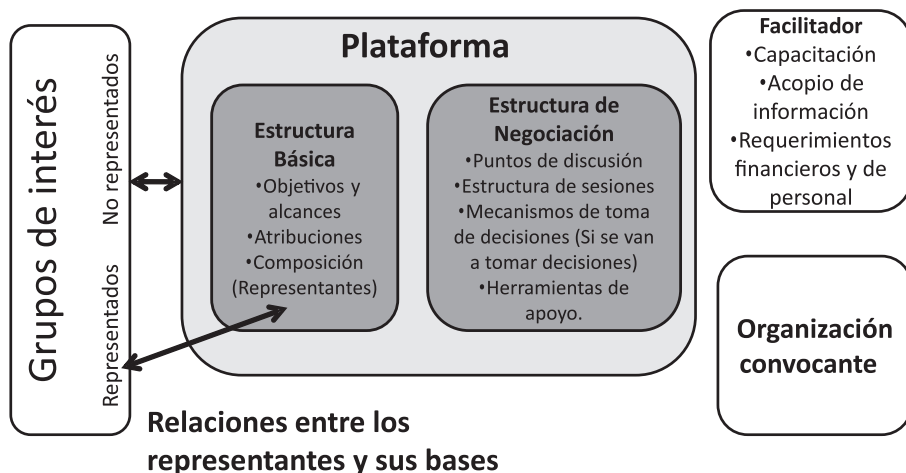 Grupos de interés
No representados
Representados
Plataforma
Estructura
Básica
•Objetivos y
alcances
•Atribuciones
•Composición
(Representantes)
Estructura de
Negociación
•Puntos de discusión
•Estructura de sesiones
•Mecanismos de toma
de decisiones (Si se van
a tomar decisiones)
•Herramientas de
apoyo.
Facilitador
•Capacitación
•Acopio de
información
•Requerimientos
financieros y de
personal
Organización
convocante
Relaciones entre los
representantes y sus bases